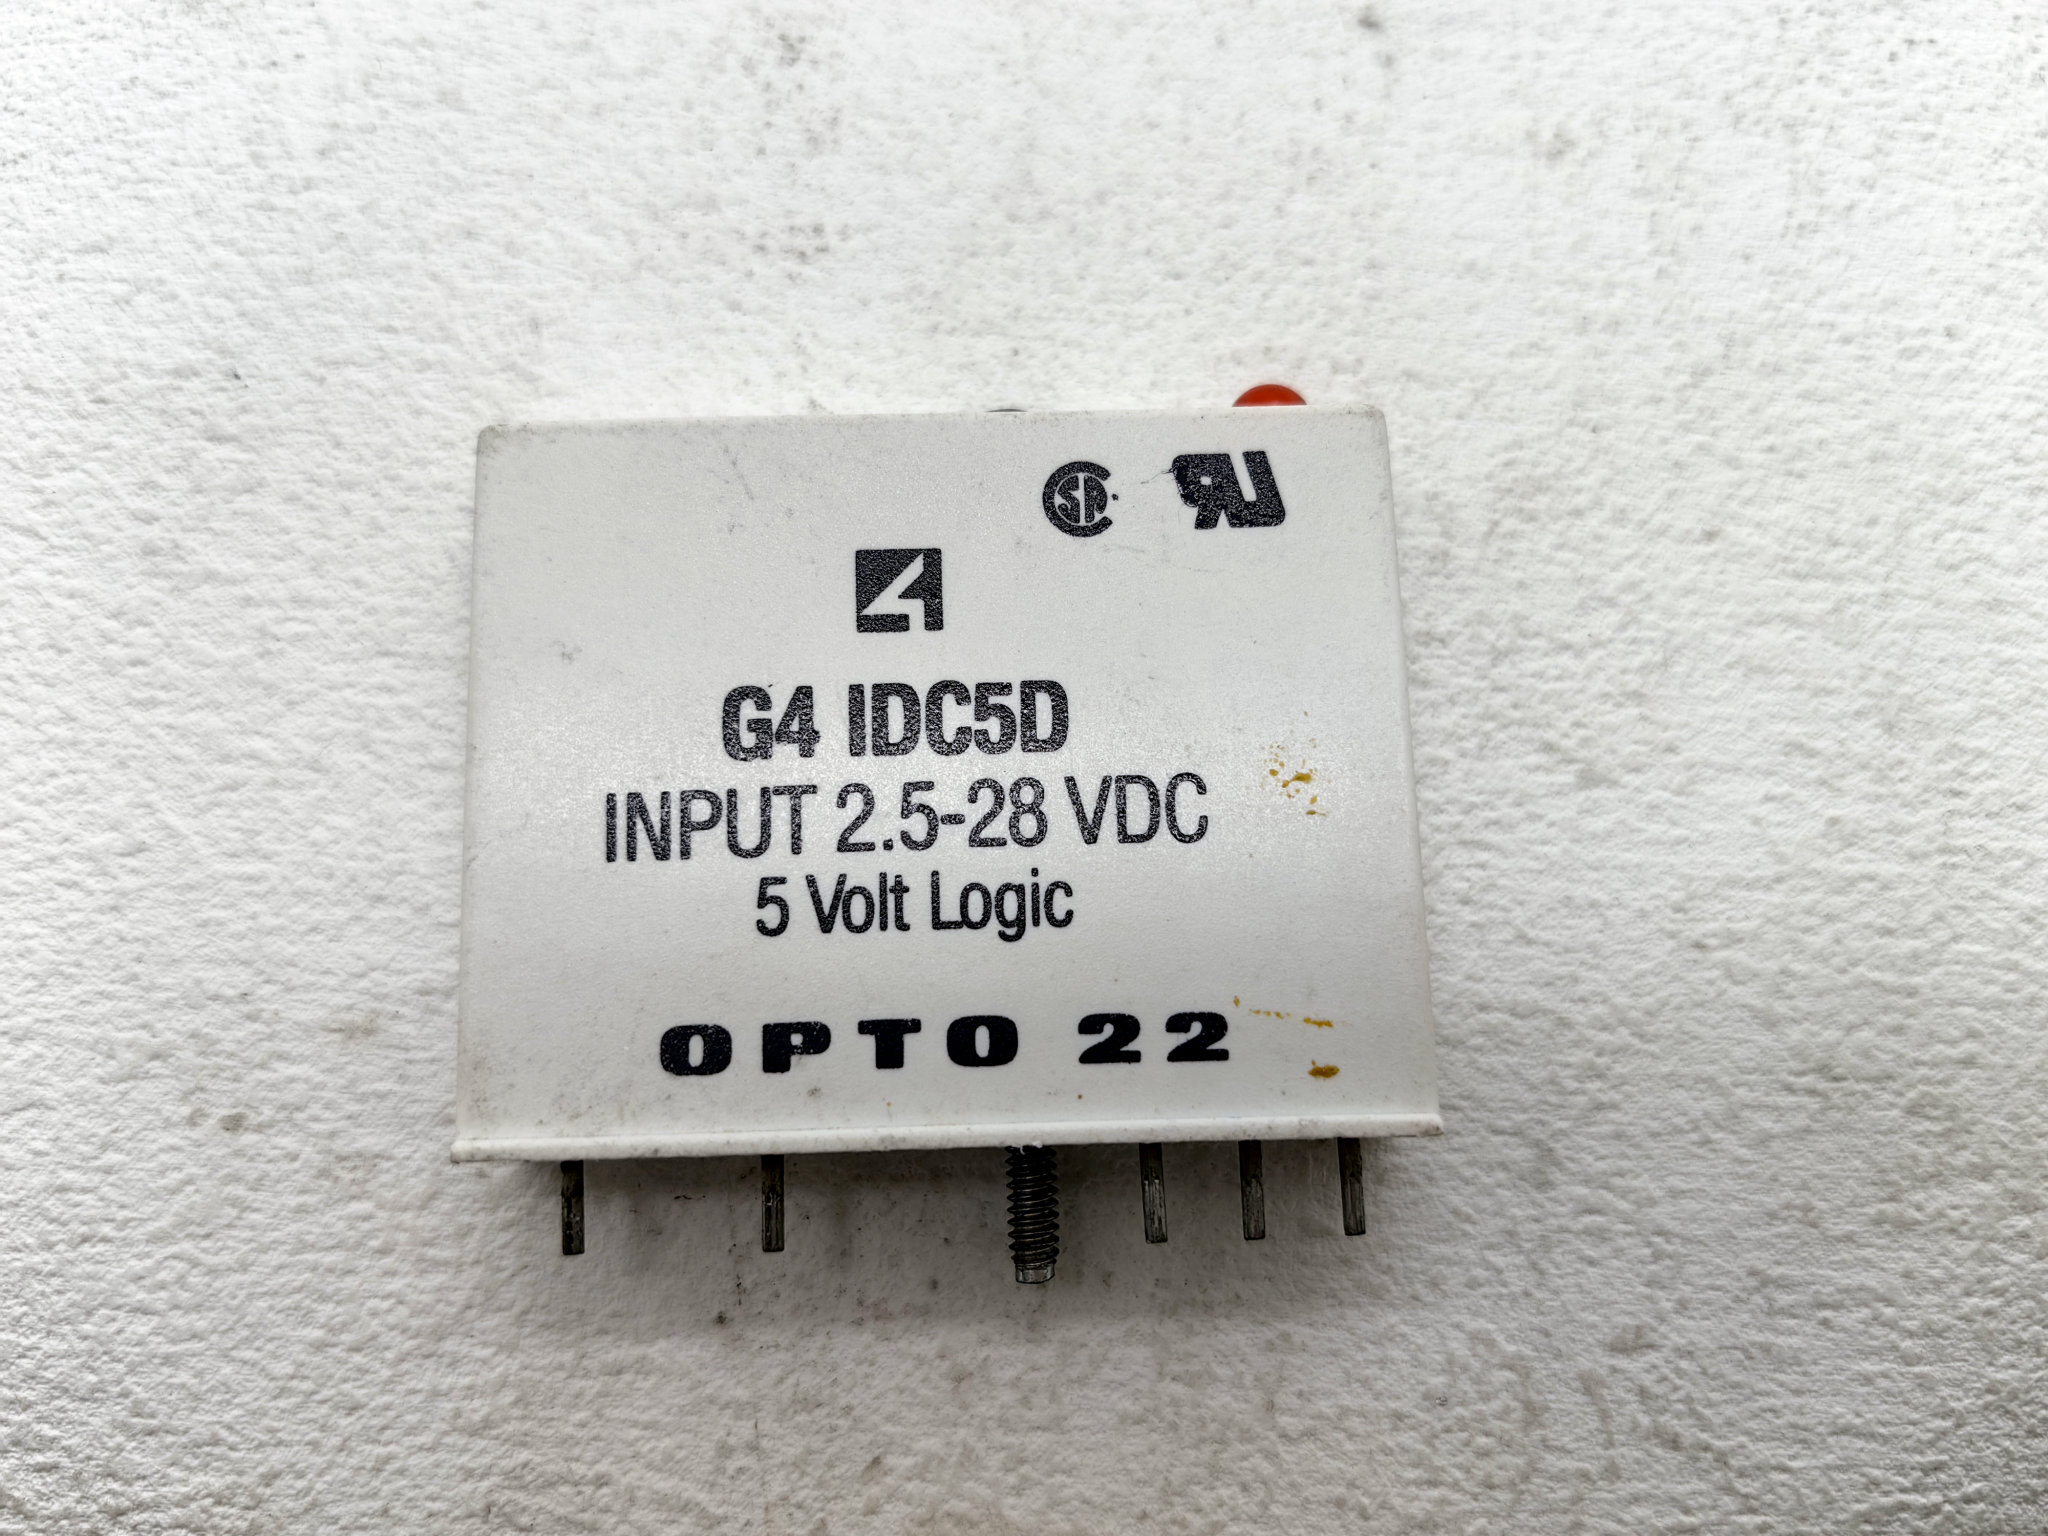 G4 IDC5D
INPUT 2.5-28 VDC
5 Volt Logic
OPTO 22